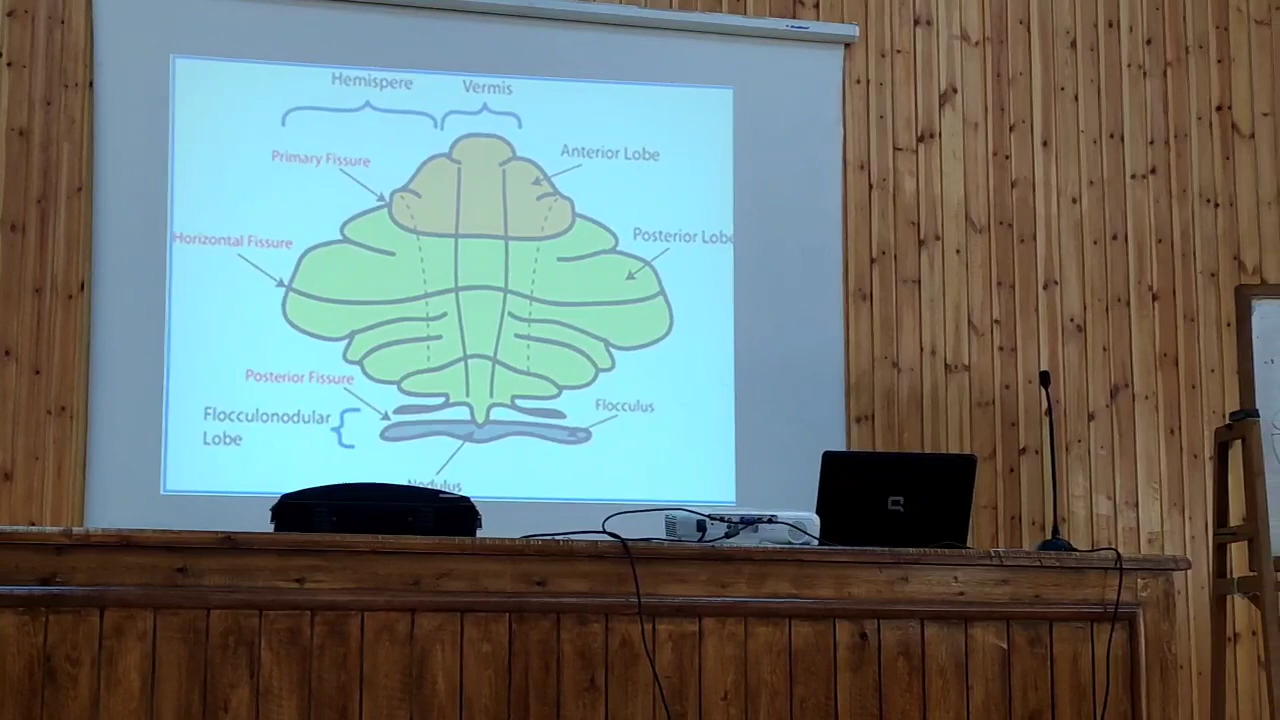 Hemispere
Vermis
Primary Fissure
Anterior Lobe
Horizontal Fissure
Posterior Lobe
Posterior Fissure
Flocculus
Flocculonodular
Lobe
Nodulus